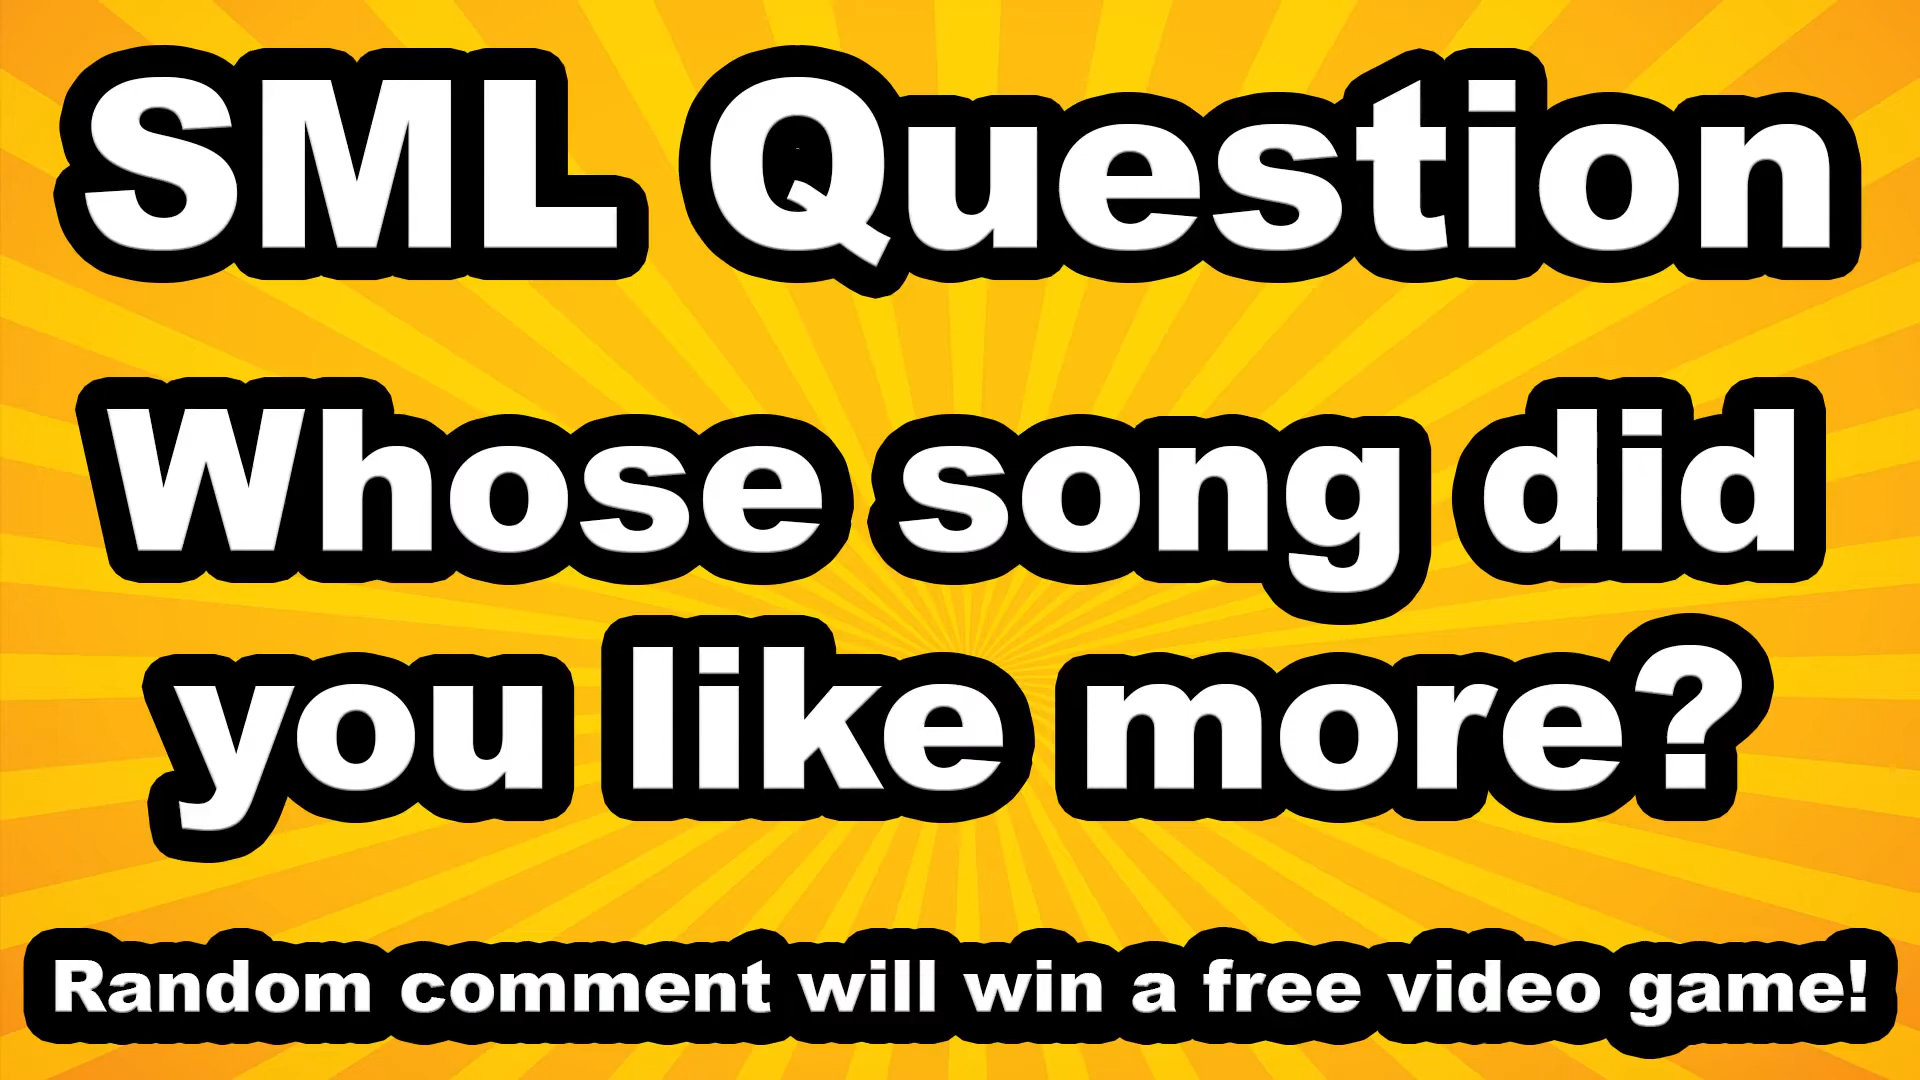 SML Question
Whose song did
you like more?
Random comment will win a free video game!